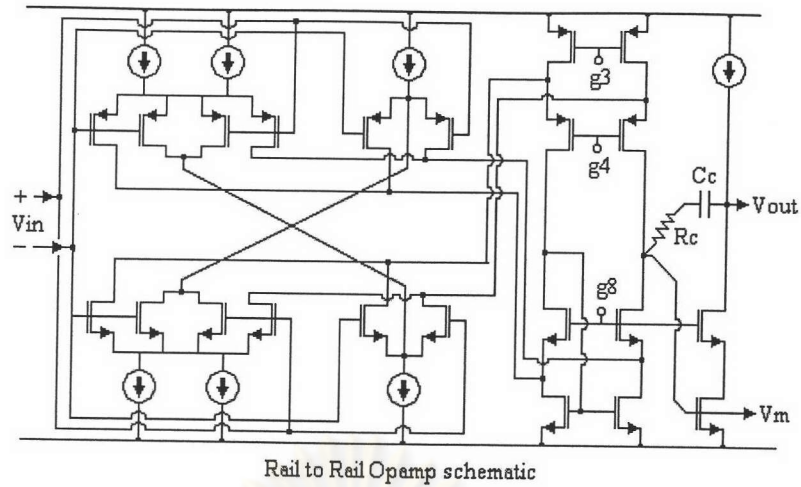 g3
g4
Cc
+
Vin
Vout
−
Rc
g8
Vm
Rail to Rail Opamp schematic